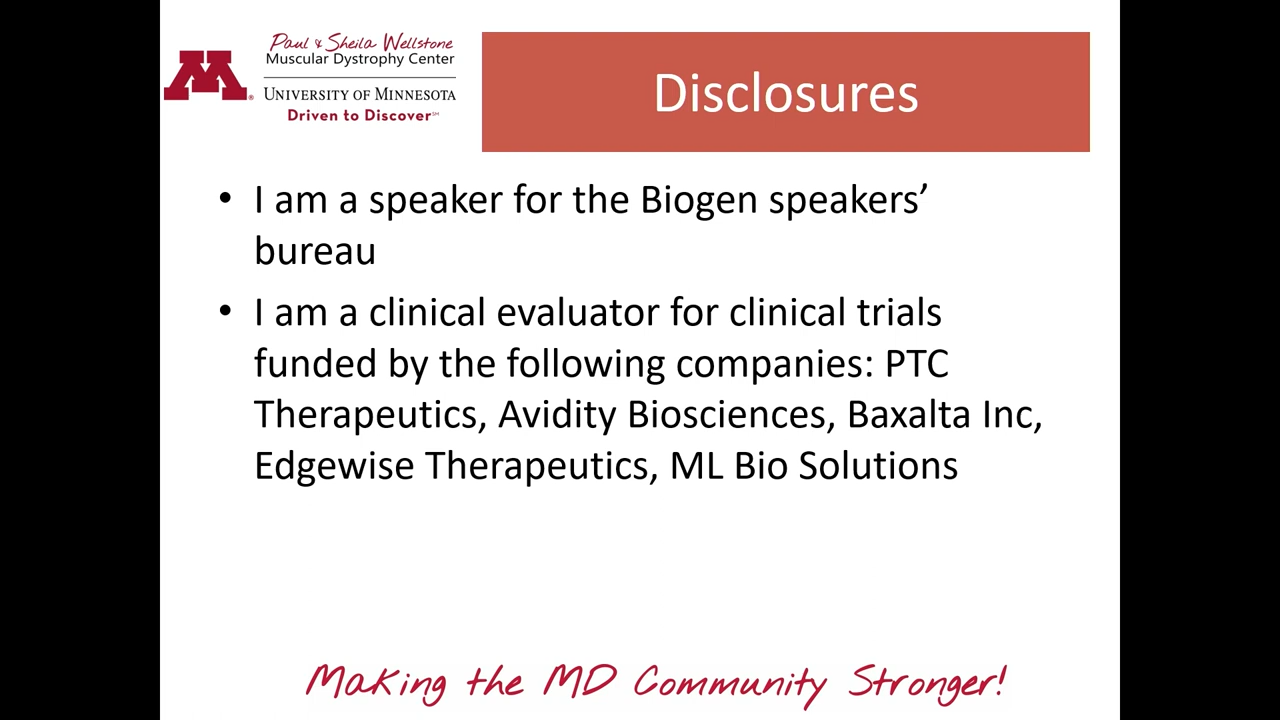 Paul & Sheila Wellstone
Muscular Dystrophy Center
M®
UNIVERSITY OF MINNESOTA
Driven to Discover℠
Disclosures
• I am a speaker for the Biogen speakers’
bureau
• I am a clinical evaluator for clinical trials
funded by the following companies: PTC
Therapeutics, Avidity Biosciences, Baxalta Inc,
Edgewise Therapeutics, ML Bio Solutions
Making the MD Community Stronger!